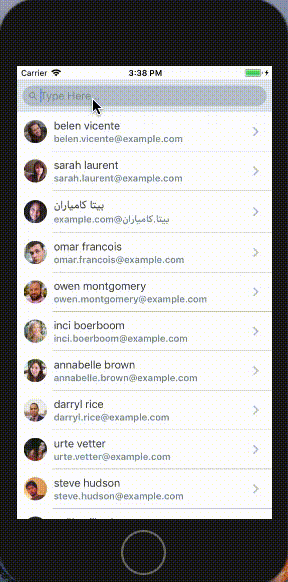 Carrier 3:38 PM
Type Here
belen vicente
belen.vicente@example.com
sarah laurent
sarah.laurent@example.com
بیتا كامياران
بیتا.كامياران@example.com
omar francois
omar.francois@example.com
owen montgomery
owen.montgomery@example.com
inci boerboom
inci.boerboom@example.com
annabelle brown
annabelle.brown@example.com
darryl rice
darryl.rice@example.com
urte vetter
urte.vetter@example.com
steve hudson
steve.hudson@example.com